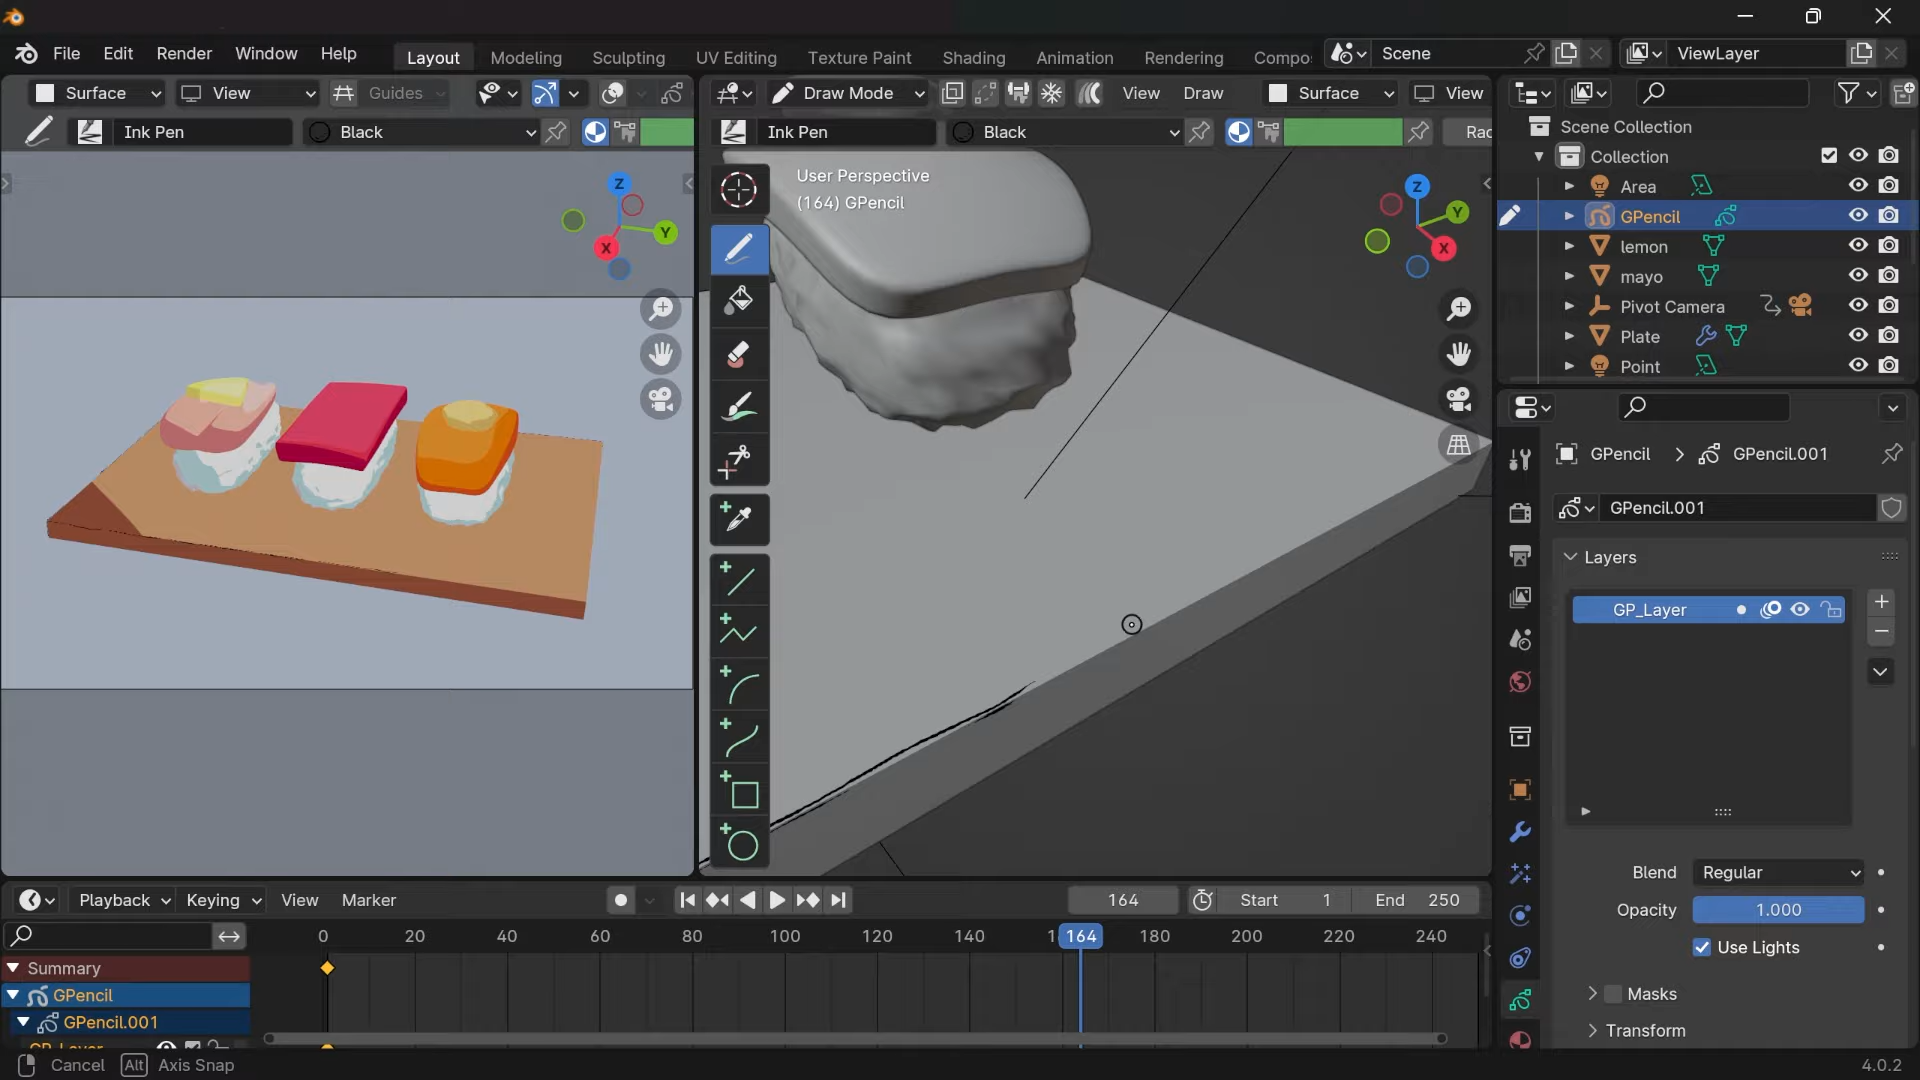 File Edit Render Window Help Layout Modeling Sculpting UV Editing Texture Paint Shading Animation Rendering Compo Scene ViewLayer
Surface View Guides Draw Mode View Draw Surface View
Ink Pen Black Ink Pen Black Rad
User Perspective
(164) GPencil
Z
Y
X
Z
Y
X
Scene Collection
Collection
Area
GPencil
lemon
mayo
Pivot Camera
Plate
Point
GPencil > GPencil.001
GPencil.001
Layers
GP_Layer
Blend Regular
Opacity 1.000
Use Lights
Masks
Transform
Playback Keying View Marker 164 Start 1 End 250
0 20 40 60 80 100 120 140 1 164 180 200 220 240
Summary
GPencil
GPencil.001
GP_Layer
Cancel Alt Axis Snap 4.0.2